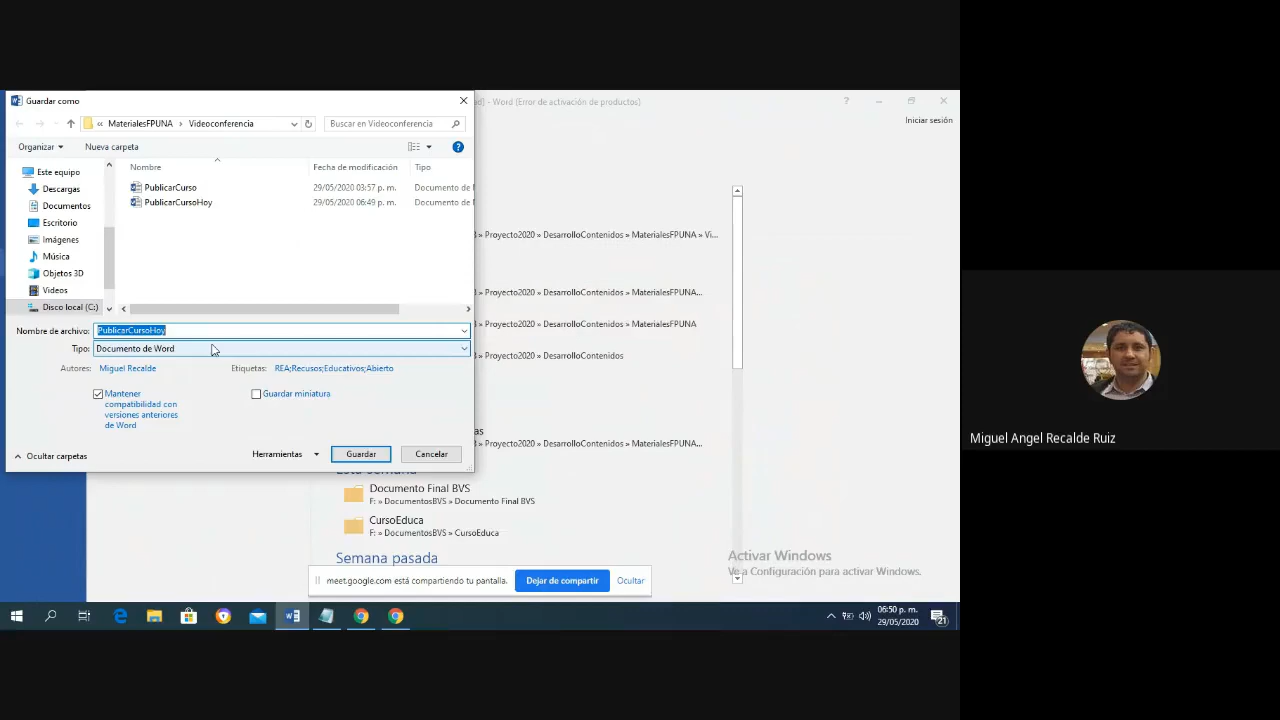 Guardar como
d] - Word (Error de activación de productos)
Iniciar sesión
« MaterialesFPUNA › Videoconferencia
Buscar en Videoconferencia
Organizar
Nueva carpeta
Este equipo
Descargas
Documentos
Escritorio
Imágenes
Música
Objetos 3D
Videos
Disco local (C:)
Nombre
Fecha de modificación
Tipo
PublicarCurso
29/05/2020 03:57 p. m.
Documento de
PublicarCursoHoy
29/05/2020 06:49 p. m.
Documento de
» Proyecto2020 » DesarrolloContenidos » MaterialesFPUNA » Vi...
» Proyecto2020 » DesarrolloContenidos » MaterialesFPUNA...
» Proyecto2020 » DesarrolloContenidos » MaterialesFPUNA
» Proyecto2020 » DesarrolloContenidos
Nombre de archivo:
PublicarCursoHoy
Tipo:
Documento de Word
Autores:
Miguel Recalde
Etiquetas:
REA;Recusos;Educativos;Abierto
Mantener
compatibilidad con
versiones anteriores
de Word
Guardar miniatura
Ocultar carpetas
Herramientas
Guardar
Cancelar
as
» Proyecto2020 » DesarrolloContenidos » MaterialesFPUNA...
Esta semana
Documento Final BVS
F: » DocumentosBVS » Documento Final BVS
CursoEduca
F: » DocumentosBVS » CursoEduca
Semana pasada
Activar Windows
Ve a Configuración para activar Windows.
meet.google.com está compartiendo tu pantalla.
Dejar de compartir
Ocultar
06:50 p. m.
29/05/2020
21
Miguel Angel Recalde Ruiz